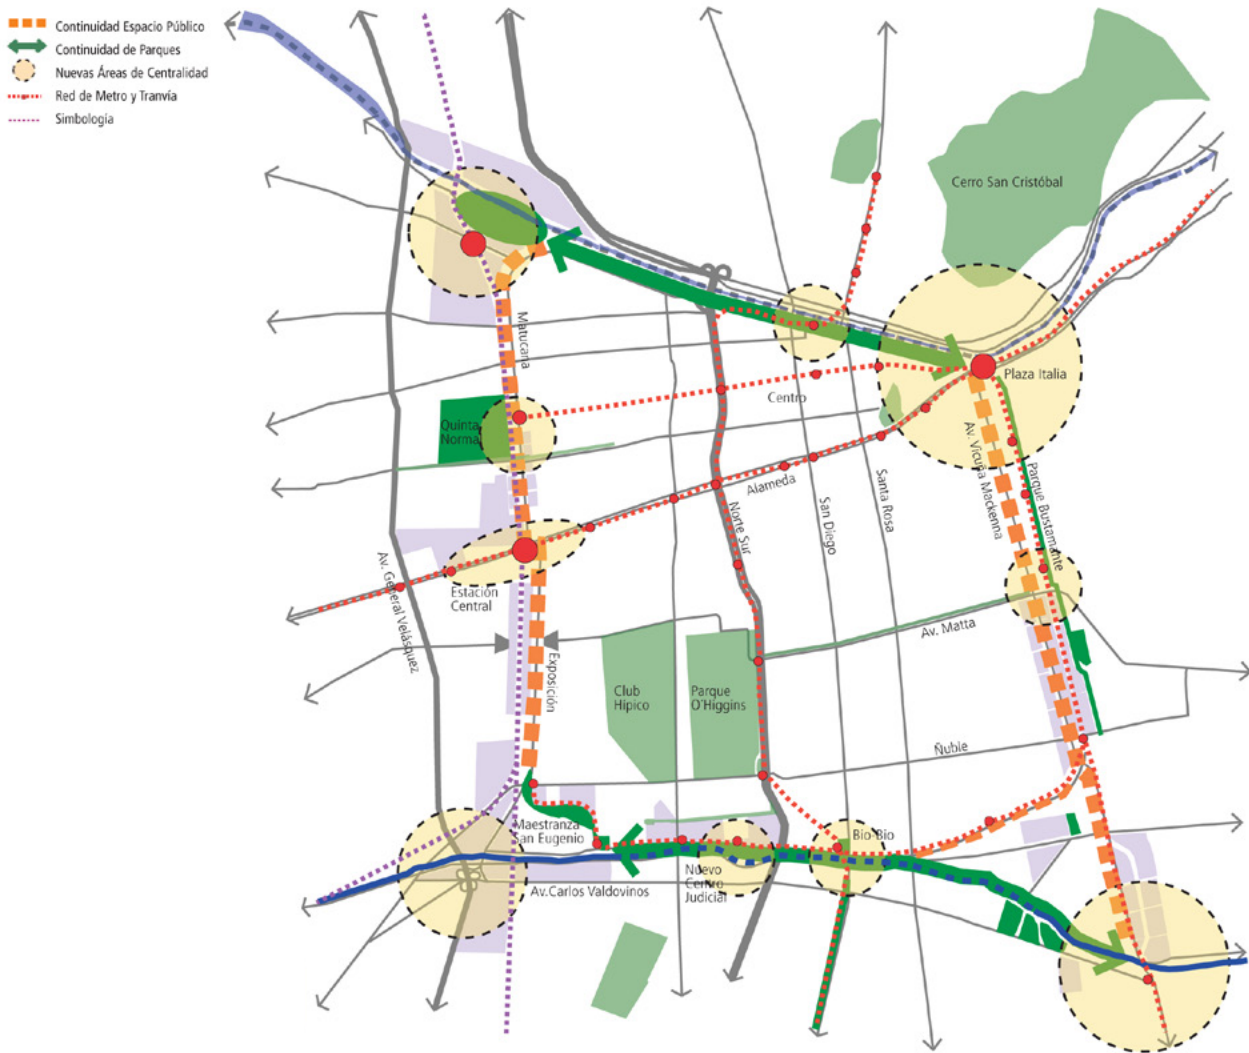 Continuidad Espacio Público
Continuidad de Parques
Nuevas Áreas de Centralidad
Red de Metro y Tranvía
Simbología
Cerro San Cristóbal
Matucana
Plaza Italia
Centro
Quinta
Normal
Av. Vicuña Mackenna
Parque Bustamante
Alameda
Santa Rosa
San Diego
Norte Sur
Av. General Velásquez
Estación
Central
Av. Matta
Exposición
Club
Hípico
Parque
O'Higgins
Ñuble
Maestranza
San Eugenio
Bio-Bio
Nuevo
Centro
Judicial
Av.Carlos Valdovinos